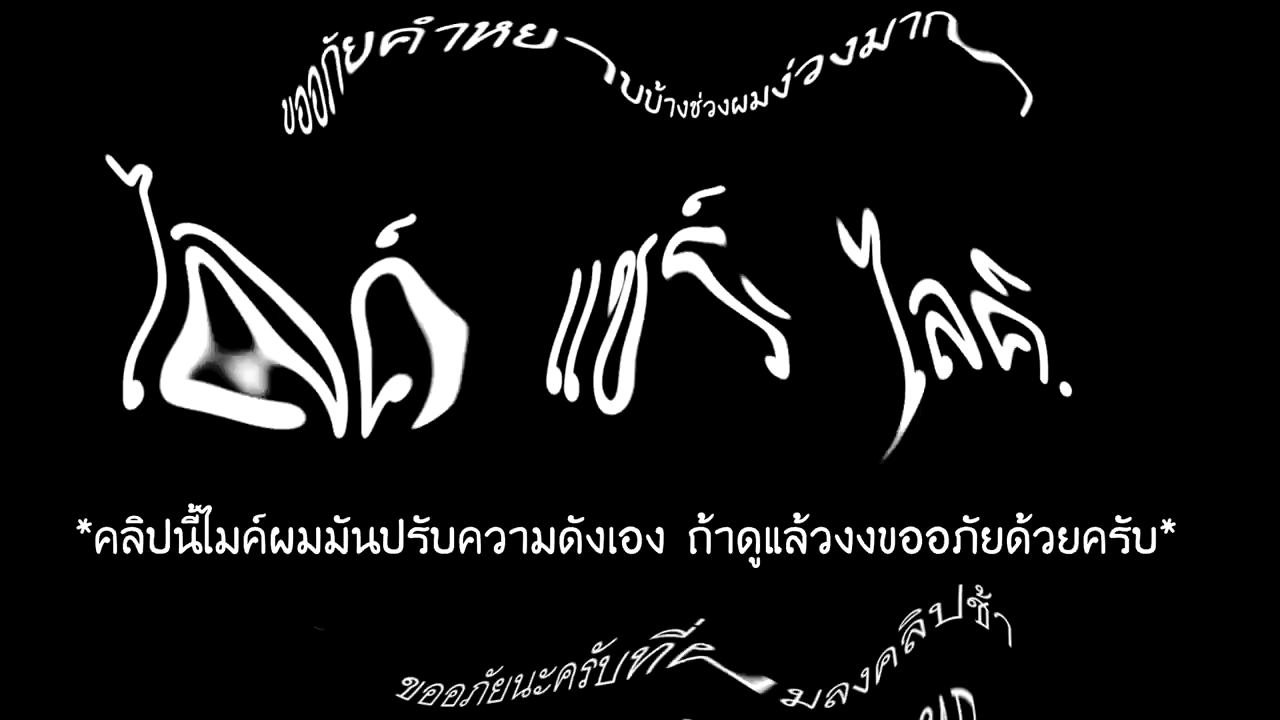 ขออภัยคำหยาบบ้างช่วงผมง่วงมาก
ไลค์ แชร์ ไลค์.
*คลิปนี้ไมค์ผมมันปรับความดังเอง ถ้าดูแล้วงงขออภัยด้วยครับ*
ขออภัยนะครับที่ผมลงคลิปช้า